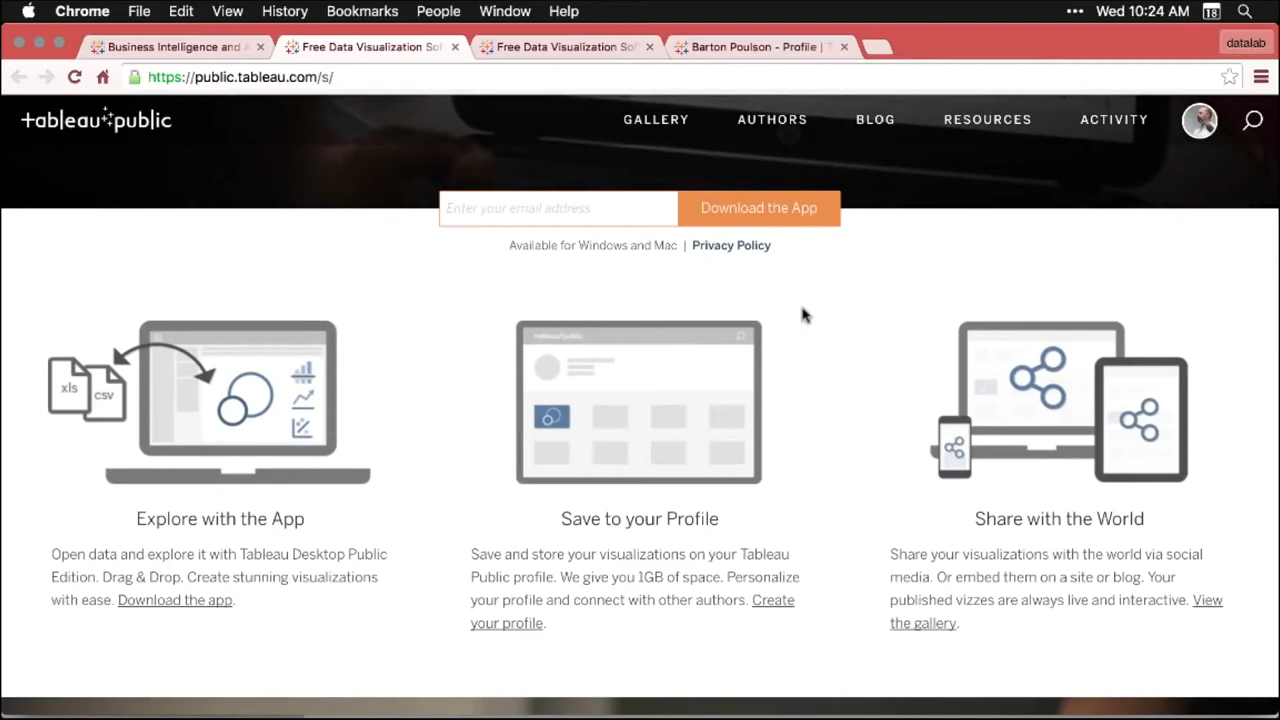 Chrome File Edit View History Bookmarks People Window Help ••• Wed 10:24 AM 18
Business Intelligence and A Free Data Visualization Sof Free Data Visualization Sof Barton Poulson - Profile | T datalab
https://public.tableau.com/s/
tableau public GALLERY AUTHORS BLOG RESOURCES ACTIVITY
Enter your email address Download the App
Available for Windows and Mac | Privacy Policy
tableau public
xls csv
Explore with the App
Open data and explore it with Tableau Desktop Public
Edition. Drag & Drop. Create stunning visualizations
with ease. Download the app.
Save to your Profile
Save and store your visualizations on your Tableau
Public profile. We give you 1GB of space. Personalize
your profile and connect with other authors. Create
your profile.
Share with the World
Share your visualizations with the world via social
media. Or embed them on a site or blog. Your
published vizzes are always live and interactive. View
the gallery.